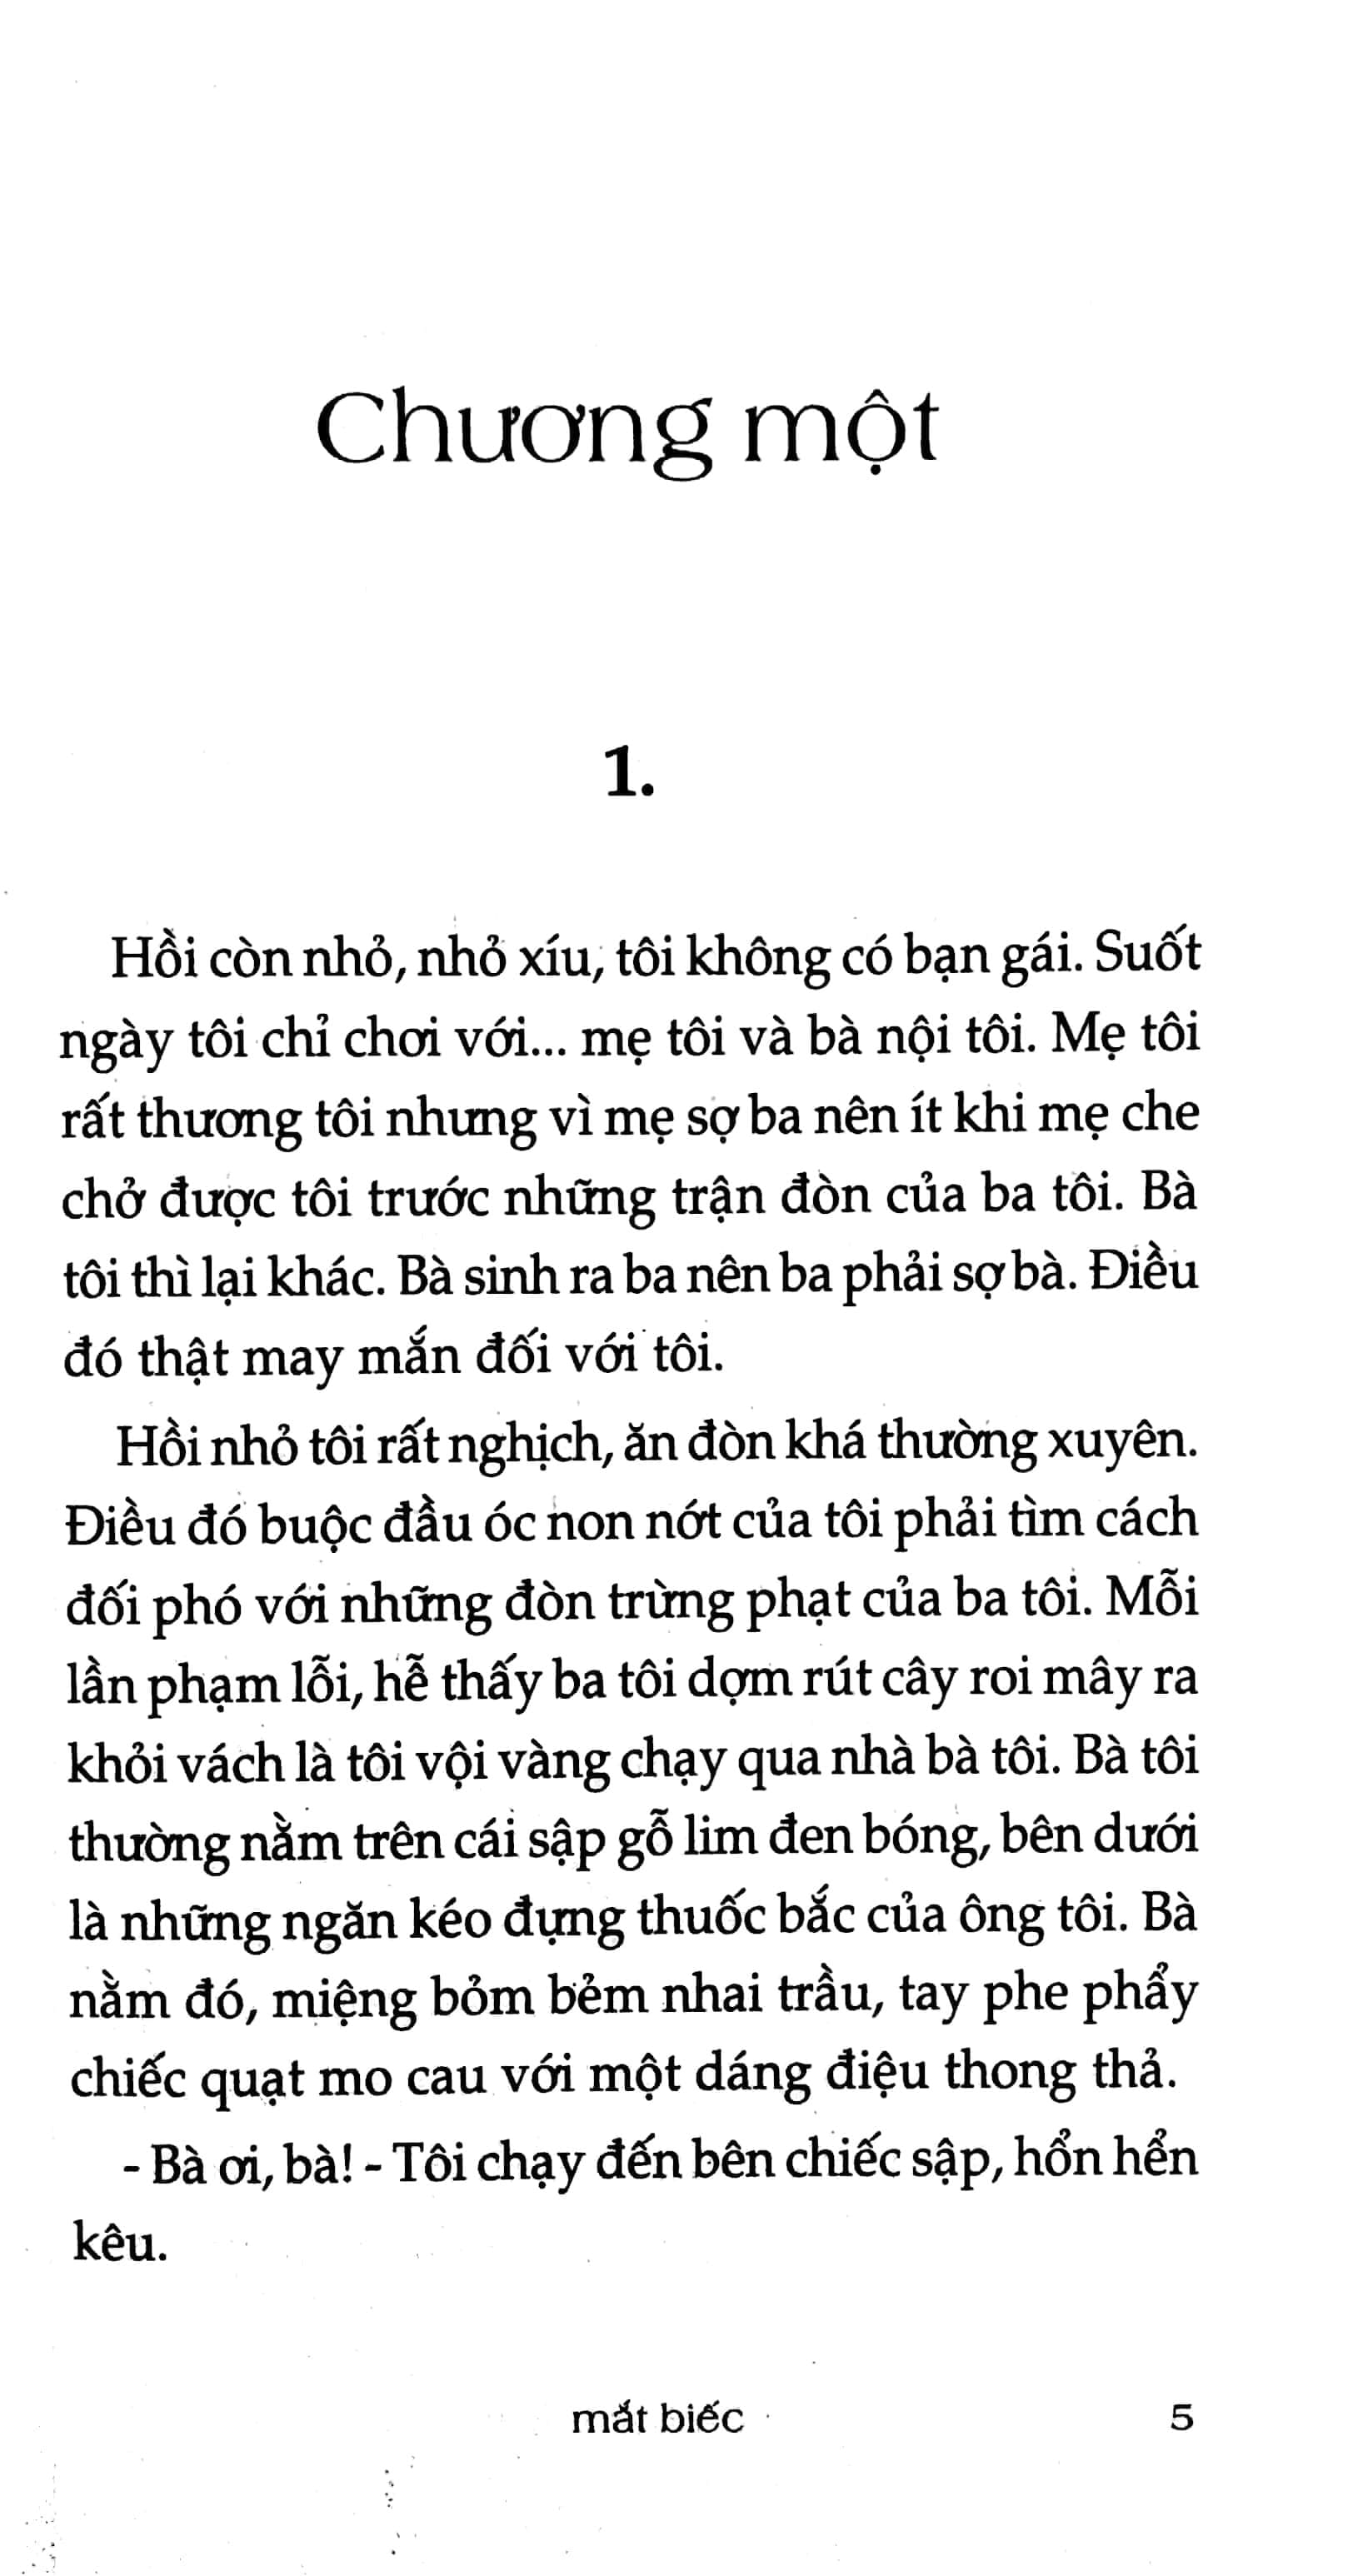 Chương một
1.
Hồi còn nhỏ, nhỏ xíu, tôi không có bạn gái. Suốt
ngày tôi chỉ chơi với... mẹ tôi và bà nội tôi. Mẹ tôi
rất thương tôi nhưng vì mẹ sợ ba nên ít khi mẹ che
chở được tôi trước những trận đòn của ba tôi. Bà
tôi thì lại khác. Bà sinh ra ba nên ba phải sợ bà. Điều
đó thật may mắn đối với tôi.
Hồi nhỏ tôi rất nghịch, ăn đòn khá thường xuyên.
Điều đó buộc đầu óc non nớt của tôi phải tìm cách
đối phó với những đòn trừng phạt của ba tôi. Mỗi
lần phạm lỗi, hễ thấy ba tôi dợm rút cây roi mây ra
khỏi vách là tôi vội vàng chạy qua nhà bà tôi. Bà tôi
thường nằm trên cái sập gỗ lim đen bóng, bên dưới
là những ngăn kéo đựng thuốc bắc của ông tôi. Bà
nằm đó, miệng bỏm bẻm nhai trầu, tay phe phẩy
chiếc quạt mo cau với một dáng điệu thong thả.
- Bà ơi, bà! - Tôi chạy đến bên chiếc sập, hổn hển
kêu.
mắt biếc 5